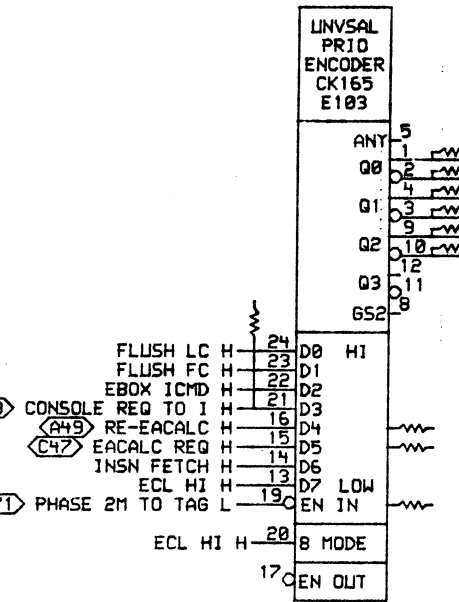 UNVSAL
PRIO
ENCODER
CK165
E103
ANY 5
1
Q0 2
4
Q1 3
9
Q2 10
12
Q3 11
GS2 8
FLUSH LC H 24 D0 HI
FLUSH FC H 23 D1
EBOX ICMD H 22 D2
CONSOLE REQ TO I H 21 D3
A49 RE-EACALC H 16 D4
C47 EACALC REQ H 15 D5
INSN FETCH H 14 D6
ECL HI H 13 D7 LOW
PHASE 2M TO TAG L 19 EN IN
ECL HI H 20 8 MODE
17 EN OUT